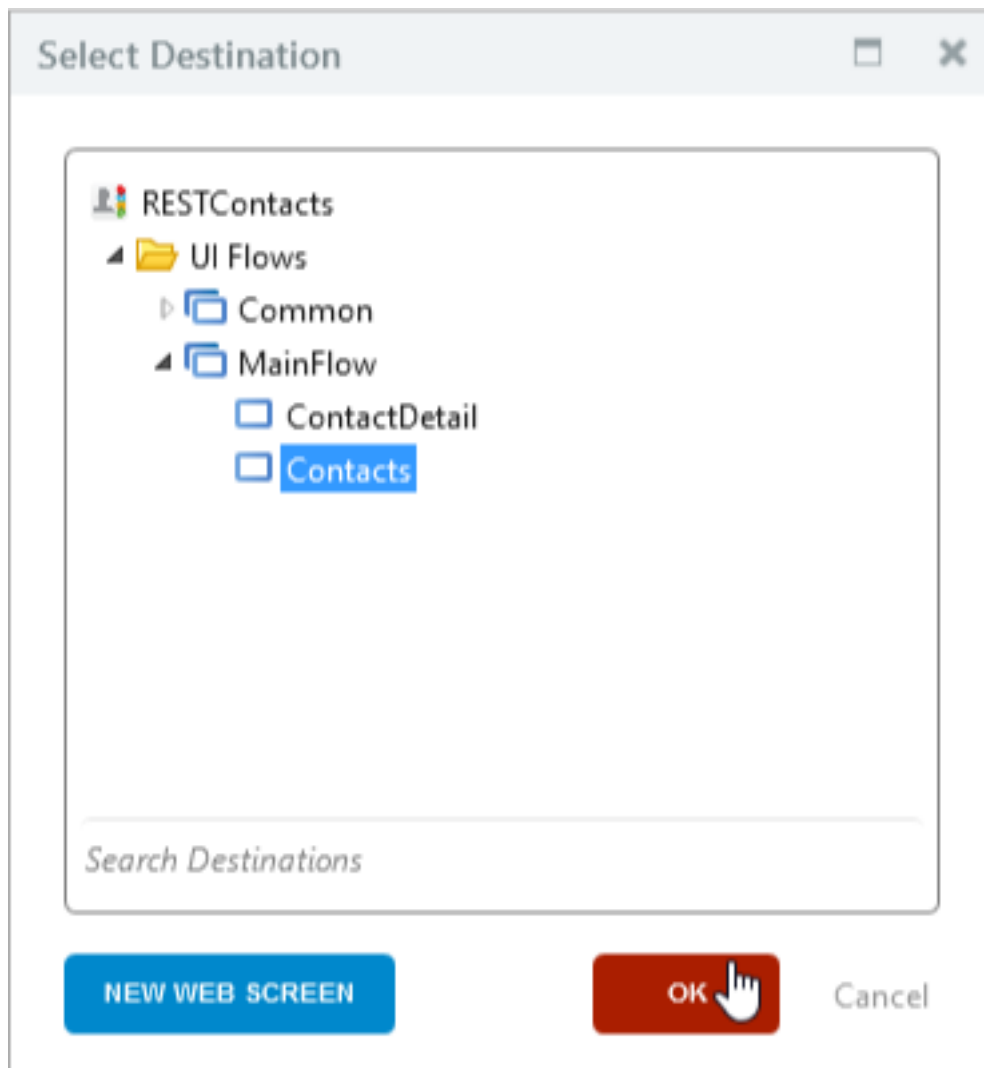 Select Destination
RESTContacts
UI Flows
Common
MainFlow
ContactDetail
Contacts
Search Destinations
NEW WEB SCREEN OK Cancel